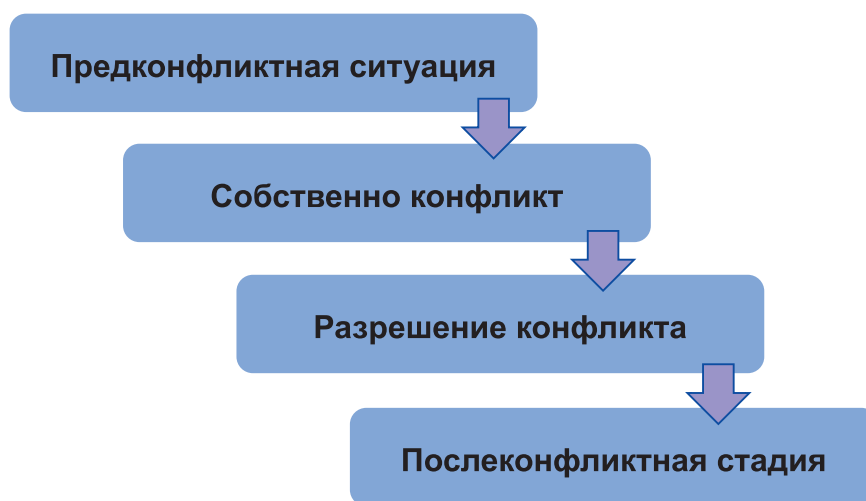 Предконфликтная ситуация
Собственно конфликт
Разрешение конфликта
Послеконфликтная стадия